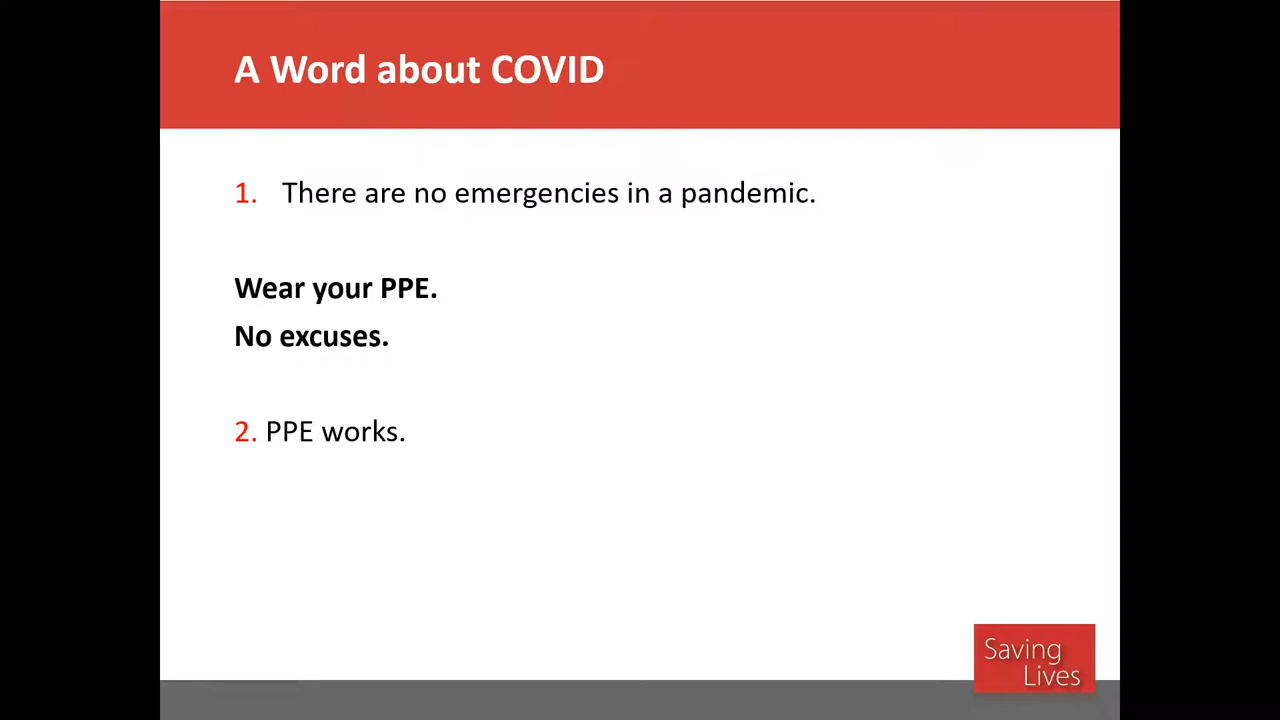 A Word about COVID
1. There are no emergencies in a pandemic.
Wear your PPE.
No excuses.
2. PPE works.
Saving
Lives